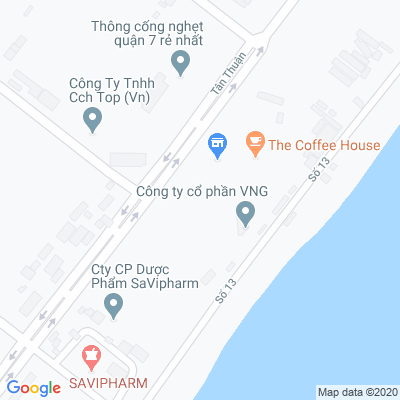 Thông cống nghẹt
quận 7 rẻ nhất
Tân Thuận
Công Ty Tnhh
Cch Top (Vn)
The Coffee House
Số 13
Công ty cổ phần VNG
Cty CP Dược
Phẩm SaVipharm
Số 13
SAVIPHARM
Google
Map data ©2020